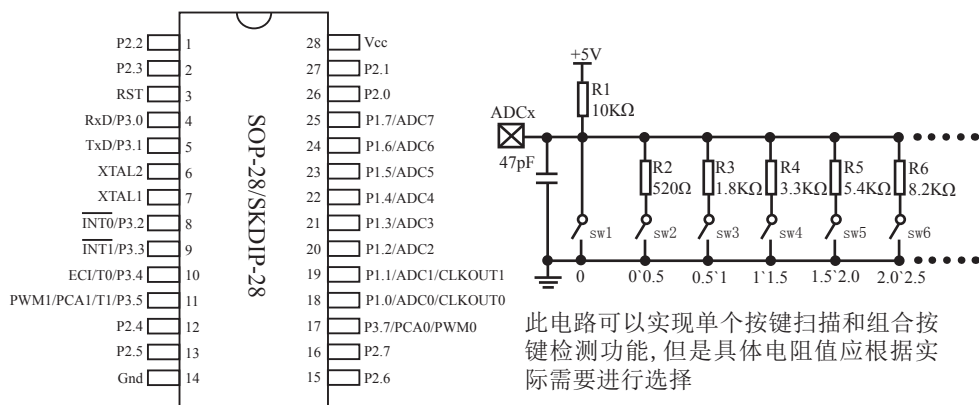 P2.2 1
P2.3 2
RST 3
RxD/P3.0 4
TxD/P3.1 5
XTAL2 6
XTAL1 7
INT0/P3.2 8
INT1/P3.3 9
ECI/T0/P3.4 10
PWM1/PCA1/T1/P3.5 11
P2.4 12
P2.5 13
Gnd 14
SOP-28/SKDIP-28
28 Vcc
27 P2.1
26 P2.0
25 P1.7/ADC7
24 P1.6/ADC6
23 P1.5/ADC5
22 P1.4/ADC4
21 P1.3/ADC3
20 P1.2/ADC2
19 P1.1/ADC1/CLKOUT1
18 P1.0/ADC0/CLKOUT0
17 P3.7/PCA0/PWM0
16 P2.7
15 P2.6
+5V
R1
10KΩ
ADCx
47pF
R2
520Ω
R3
1.8KΩ
R4
3.3KΩ
R5
5.4KΩ
R6
8.2KΩ
sw1 sw2 sw3 sw4 sw5 sw6
0 0`0.5 0.5`1 1`1.5 1.5`2.0 2.0`2.5
此电路可以实现单个按键扫描和组合按
键检测功能,但是具体电阻值应根据实
际需要进行选择